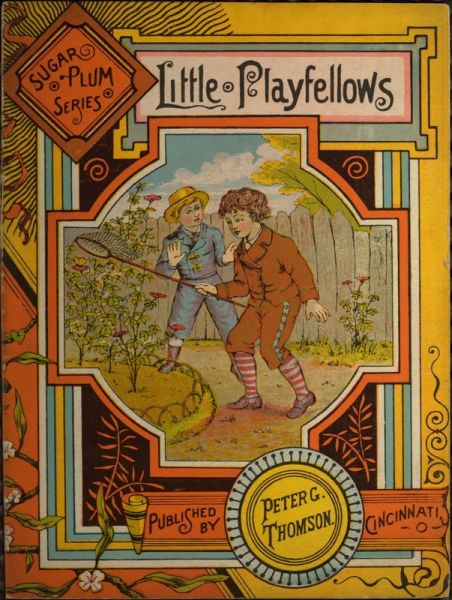 Sugar
Plum
Series
Little Playfellows
Published
by
Peter G.
Thomson.
Cincinnati, O